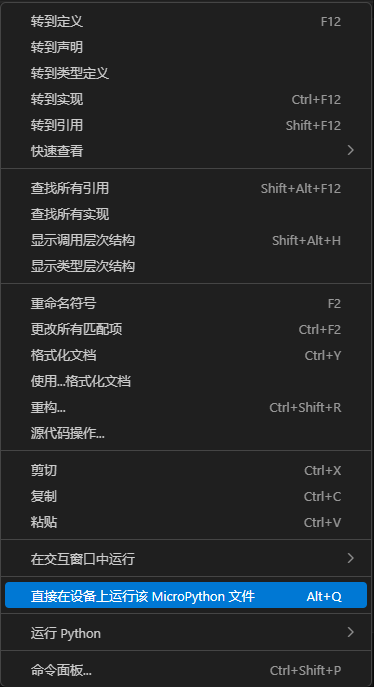 转到定义 F12
转到声明
转到类型定义
转到实现 Ctrl+F12
转到引用 Shift+F12
快速查看
查找所有引用 Shift+Alt+F12
查找所有实现
显示调用层次结构 Shift+Alt+H
显示类型层次结构
重命名符号 F2
更改所有匹配项 Ctrl+F2
格式化文档 Ctrl+Y
使用...格式化文档
重构... Ctrl+Shift+R
源代码操作...
剪切 Ctrl+X
复制 Ctrl+C
粘贴 Ctrl+V
在交互窗口中运行
直接在设备上运行该 MicroPython 文件 Alt+Q
运行 Python
命令面板... Ctrl+Shift+P